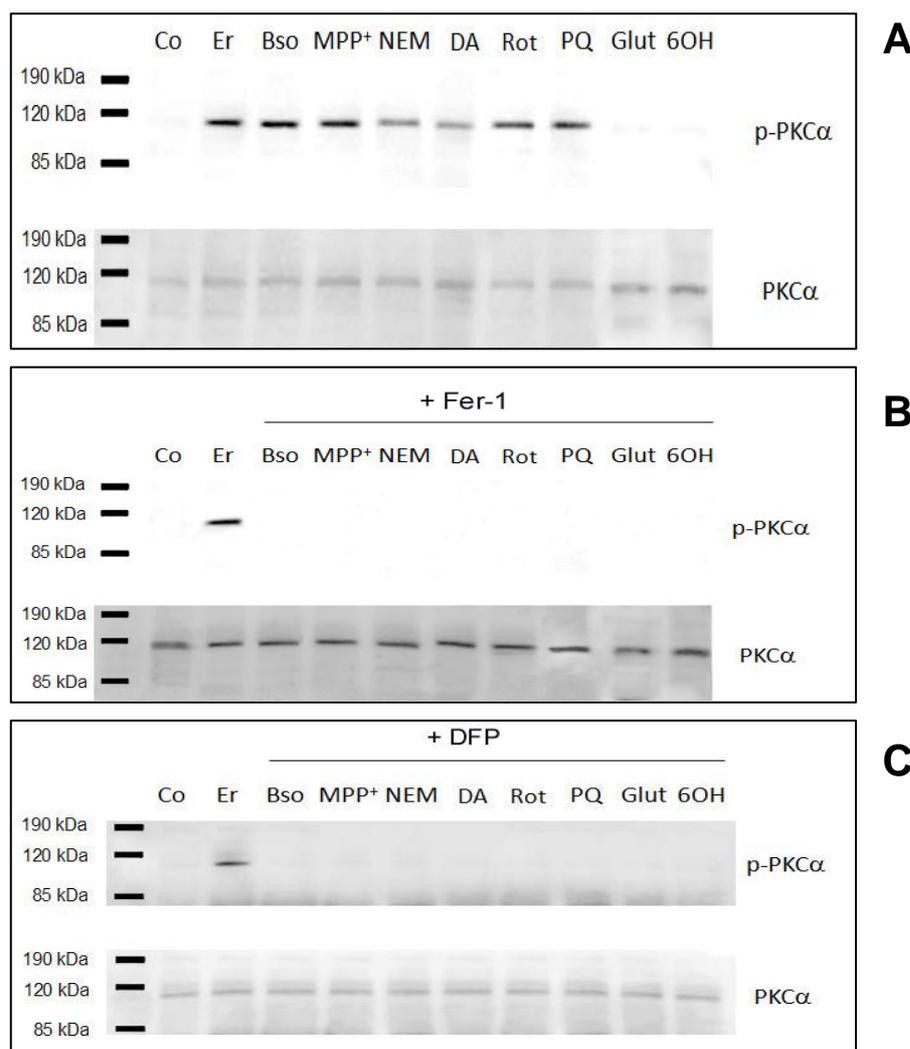 A
Co Er Bso MPP⁺ NEM DA Rot PQ Glut 6OH
190 kDa
120 kDa
p-PKCα
85 kDa
190 kDa
120 kDa
PKCα
85 kDa
B
+ Fer-1
Co Er Bso MPP⁺ NEM DA Rot PQ Glut 6OH
190 kDa
120 kDa
p-PKCα
85 kDa
190 kDa
120 kDa
PKCα
85 kDa
C
+ DFP
Co Er Bso MPP⁺ NEM DA Rot PQ Glut 6OH
190 kDa
120 kDa
p-PKCα
85 kDa
190 kDa
120 kDa
PKCα
85 kDa